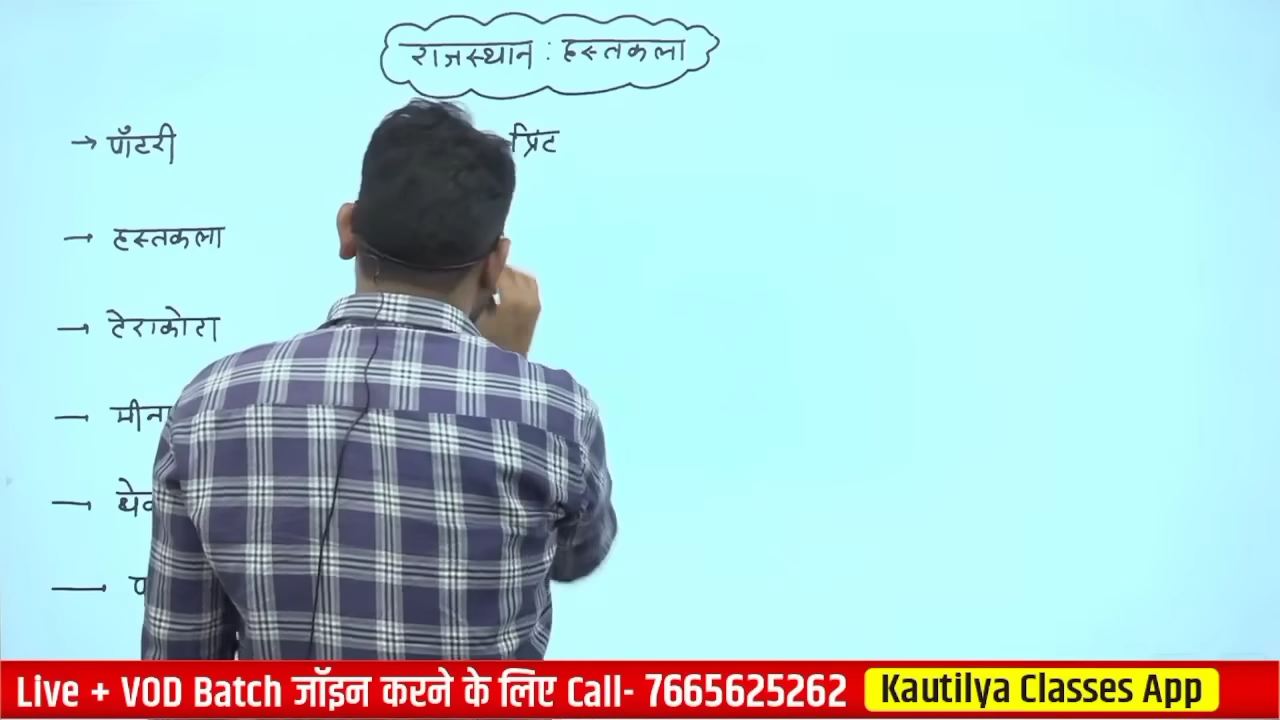 राजस्थान : हस्तकला
→ पॉटरी
प्रिंट
→ हस्तकला
→ टेराकोटा
Live + VOD Batch जॉइन करने के लिए Call- 7665625262
Kautilya Classes App